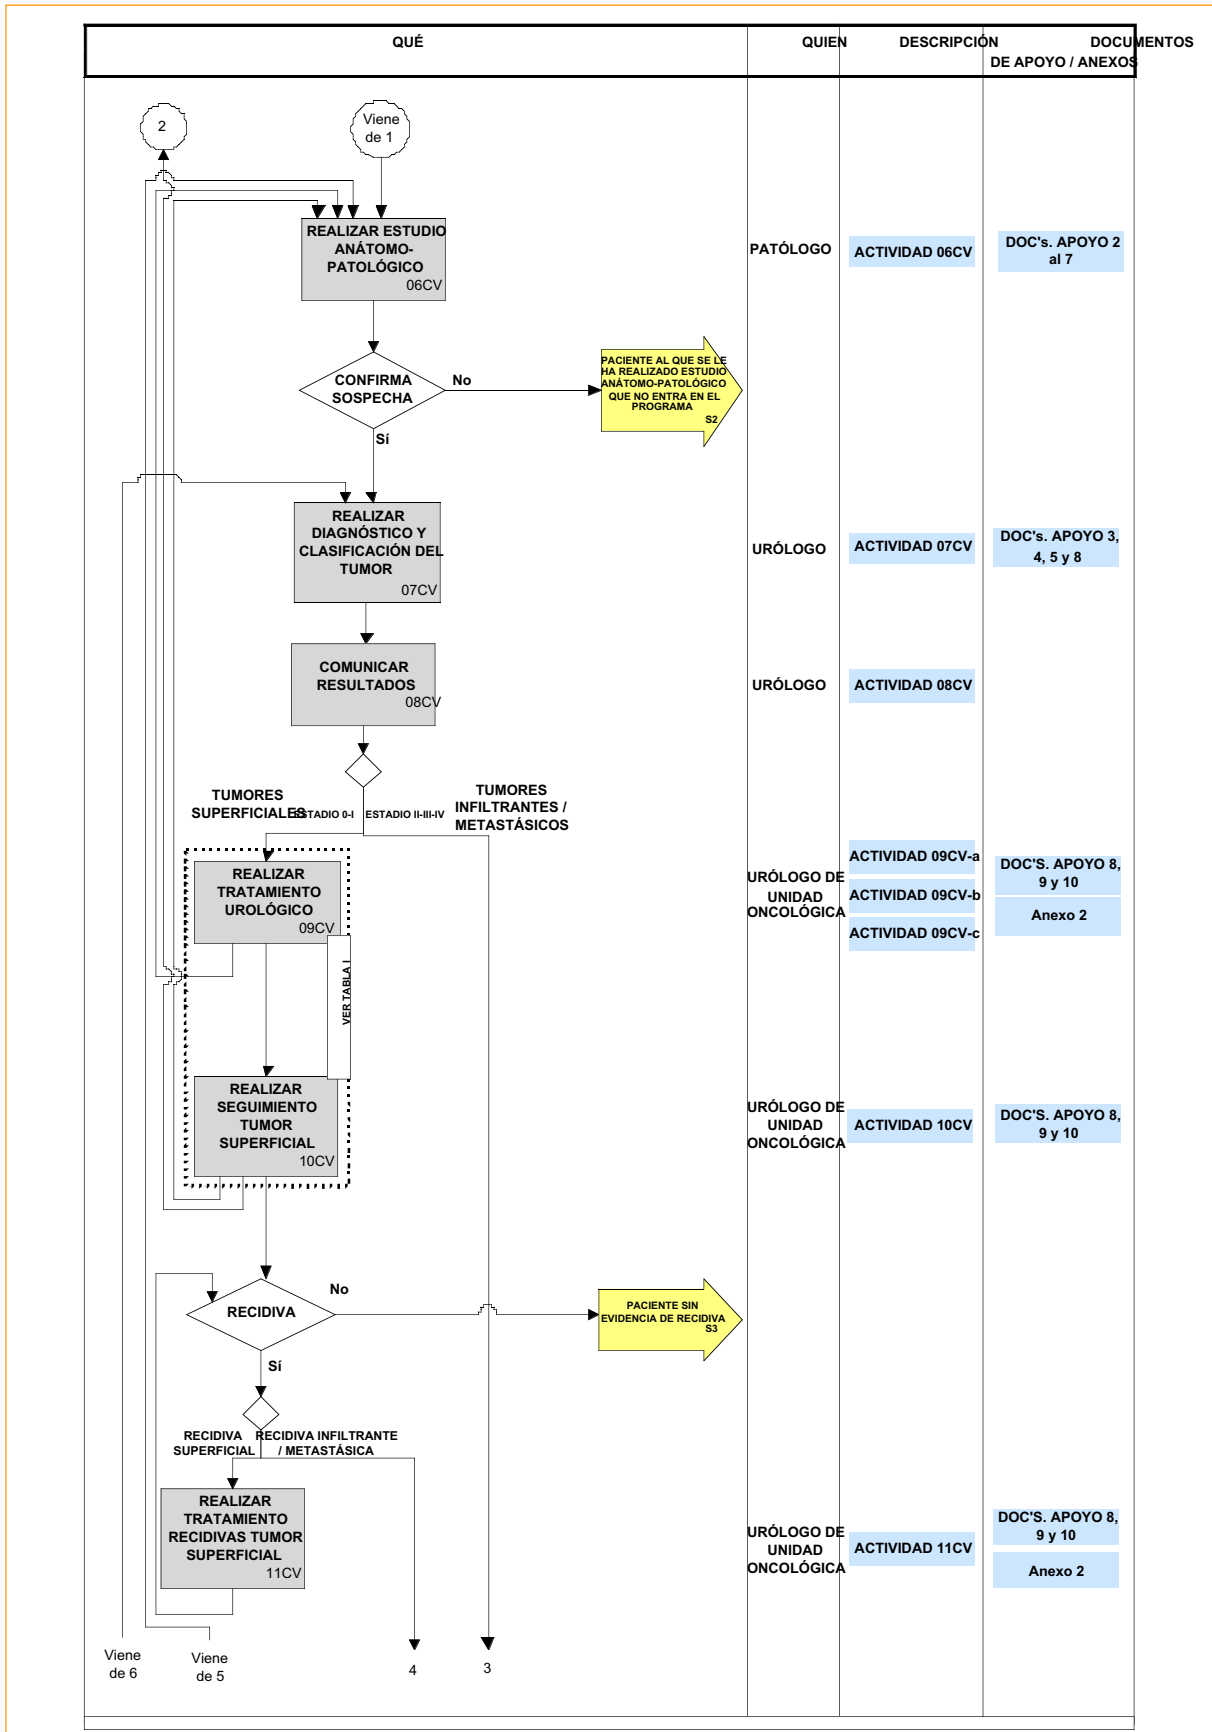 QUÉ
QUIEN
DESCRIPCIÓN
DOCUMENTOS
DE APOYO / ANEXOS
2
Viene
de 1
REALIZAR ESTUDIO
ANÁTOMO-
PATOLÓGICO
06CV
PATÓLOGO
ACTIVIDAD 06CV
DOC's. APOYO 2
al 7
CONFIRMA
SOSPECHA
No
PACIENTE AL QUE SE LE
HA REALIZADO ESTUDIO
ANÁTOMO-PATOLÓGICO
QUE NO ENTRA EN EL
PROGRAMA
S2
Sí
REALIZAR
DIAGNÓSTICO Y
CLASIFICACIÓN DEL
TUMOR
07CV
URÓLOGO
ACTIVIDAD 07CV
DOC's. APOYO 3,
4, 5 y 8
COMUNICAR
RESULTADOS
08CV
URÓLOGO
ACTIVIDAD 08CV
TUMORES
SUPERFICIALES
ESTADIO 0-I
ESTADIO II-III-IV
TUMORES
INFILTRANTES /
METASTÁSICOS
REALIZAR
TRATAMIENTO
UROLÓGICO
09CV
VER TABLA I
URÓLOGO DE
UNIDAD
ONCOLÓGICA
ACTIVIDAD 09CV-a
ACTIVIDAD 09CV-b
ACTIVIDAD 09CV-c
DOC'S. APOYO 8,
9 y 10
Anexo 2
REALIZAR
SEGUIMIENTO
TUMOR
SUPERFICIAL
10CV
URÓLOGO DE
UNIDAD
ONCOLÓGICA
ACTIVIDAD 10CV
DOC'S. APOYO 8,
9 y 10
RECIDIVA
No
PACIENTE SIN
EVIDENCIA DE RECIDIVA
S3
Sí
RECIDIVA
SUPERFICIAL
RECIDIVA INFILTRANTE
/ METASTÁSICA
REALIZAR
TRATAMIENTO
RECIDIVAS TUMOR
SUPERFICIAL
11CV
URÓLOGO DE
UNIDAD
ONCOLÓGICA
ACTIVIDAD 11CV
DOC'S. APOYO 8,
9 y 10
Anexo 2
Viene
de 6
Viene
de 5
4
3